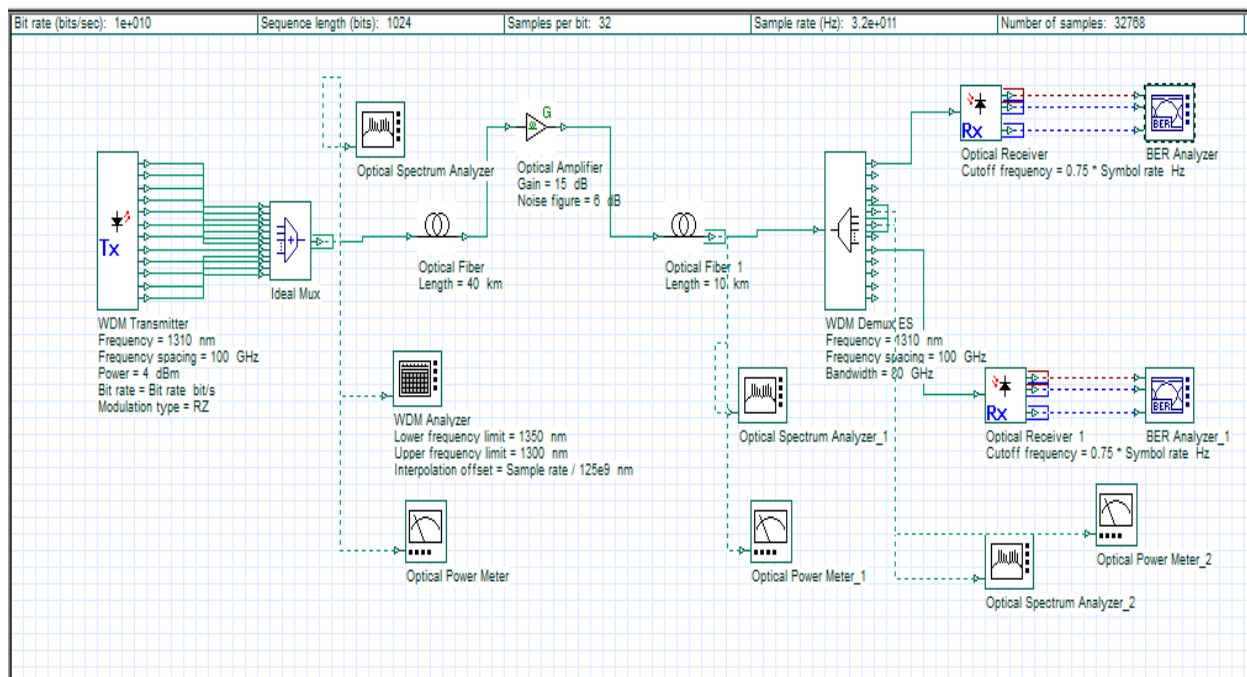 Bit rate (bits/sec): 1e+010
Sequence length (bits): 1024
Samples per bit: 32
Sample rate (Hz): 3.2e+011
Number of samples: 32768
Optical Spectrum Analyzer
G
Optical Amplifier
Gain = 15 dB
Noise figure = 6 dB
Rx
Optical Receiver
Cutoff frequency = 0.75 * Symbol rate Hz
BER
BER Analyzer
Tx
WDM Transmitter
Frequency = 1310 nm
Frequency spacing = 100 GHz
Power = 4 dBm
Bit rate = Bit rate bit/s
Modulation type = RZ
Ideal Mux
Optical Fiber
Length = 40 km
Optical Fiber 1
Length = 10 km
WDM Demux ES
Frequency = 1310 nm
Frequency spacing = 100 GHz
Bandwidth = 80 GHz
WDM Analyzer
Lower frequency limit = 1350 nm
Upper frequency limit = 1300 nm
Interpolation offset = Sample rate / 125e9 nm
Optical Spectrum Analyzer_1
Rx
Optical Receiver_1
Cutoff frequency = 0.75 * Symbol rate Hz
BER
BER Analyzer_1
Optical Power Meter
Optical Power Meter_1
Optical Power Meter_2
Optical Spectrum Analyzer_2